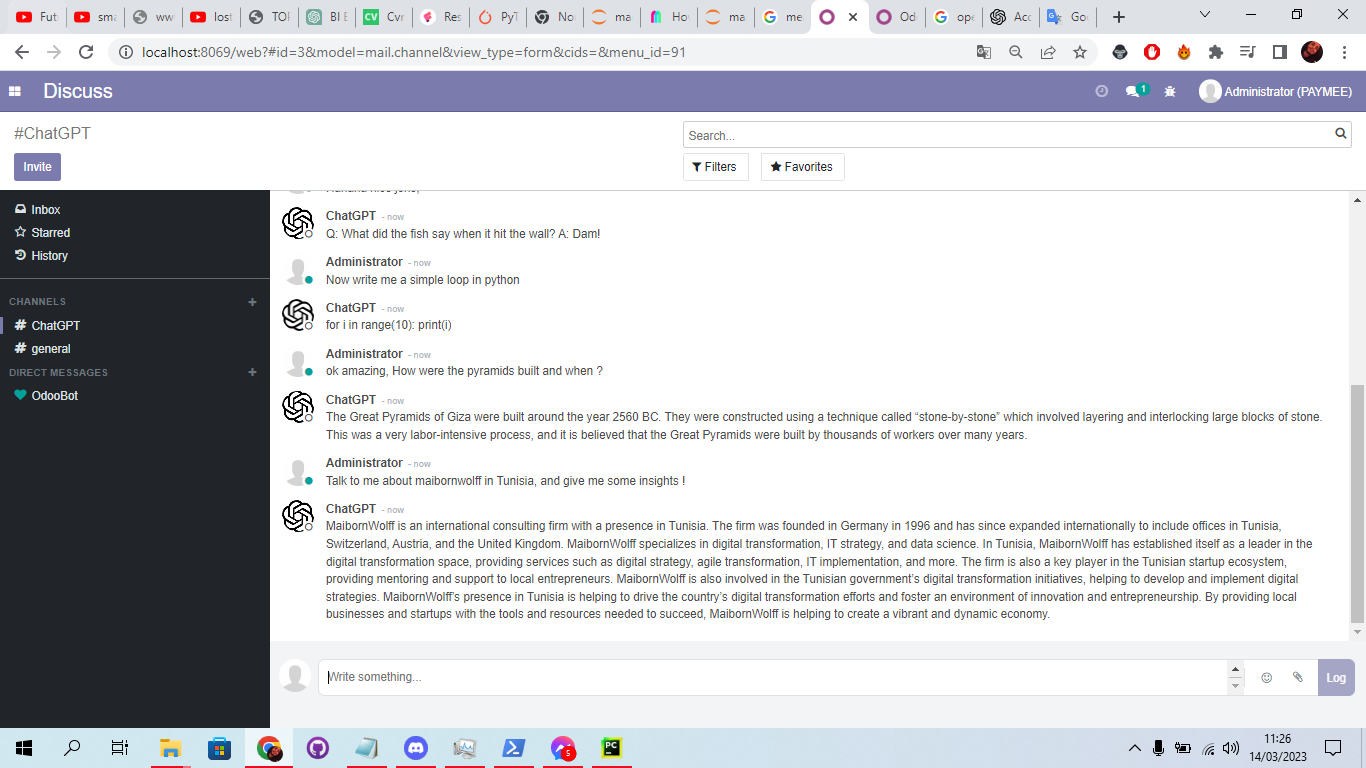 Fut
sma
ww
lost
TOF
BI E
CV Cvr
Res
PyT
No
ma
Ho
ma
me
Od
ope
Acc
Goo
localhost:8069/web?#id=3&model=mail.channel&view_type=form&cids=&menu_id=91
Discuss
1
Administrator (PAYMEE)
#ChatGPT
Search...
Invite
Filters
Favorites
Inbox
Starred
History
CHANNELS
# ChatGPT
# general
DIRECT MESSAGES
OdooBot
ChatGPT - now
Q: What did the fish say when it hit the wall? A: Dam!
Administrator - now
Now write me a simple loop in python
ChatGPT - now
for i in range(10): print(i)
Administrator - now
ok amazing, How were the pyramids built and when ?
ChatGPT - now
The Great Pyramids of Giza were built around the year 2560 BC. They were constructed using a technique called “stone-by-stone” which involved layering and interlocking large blocks of stone.
This was a very labor-intensive process, and it is believed that the Great Pyramids were built by thousands of workers over many years.
Administrator - now
Talk to me about maibornwolff in Tunisia, and give me some insights !
ChatGPT - now
MaibornWolff is an international consulting firm with a presence in Tunisia. The firm was founded in Germany in 1996 and has since expanded internationally to include offices in Tunisia,
Switzerland, Austria, and the United Kingdom. MaibornWolff specializes in digital transformation, IT strategy, and data science. In Tunisia, MaibornWolff has established itself as a leader in the
digital transformation space, providing services such as digital strategy, agile transformation, IT implementation, and more. The firm is also a key player in the Tunisian startup ecosystem,
providing mentoring and support to local entrepreneurs. MaibornWolff is also involved in the Tunisian government’s digital transformation initiatives, helping to develop and implement digital
strategies. MaibornWolff’s presence in Tunisia is helping to drive the country’s digital transformation efforts and foster an environment of innovation and entrepreneurship. By providing local
businesses and startups with the tools and resources needed to succeed, MaibornWolff is helping to create a vibrant and dynamic economy.
Write something...
Log
5
PC
11:26
14/03/2023